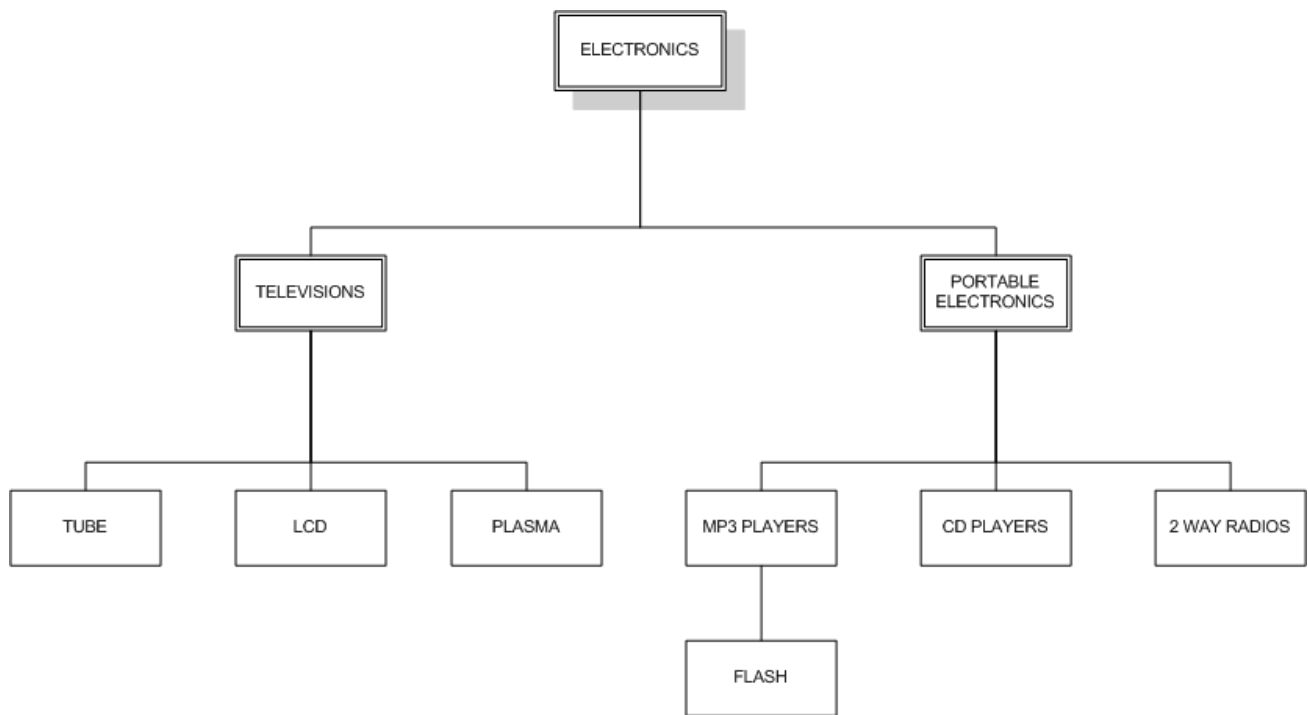 ELECTRONICS
TELEVISIONS
PORTABLE
ELECTRONICS
TUBE
LCD
PLASMA
MP3 PLAYERS
CD PLAYERS
2 WAY RADIOS
FLASH